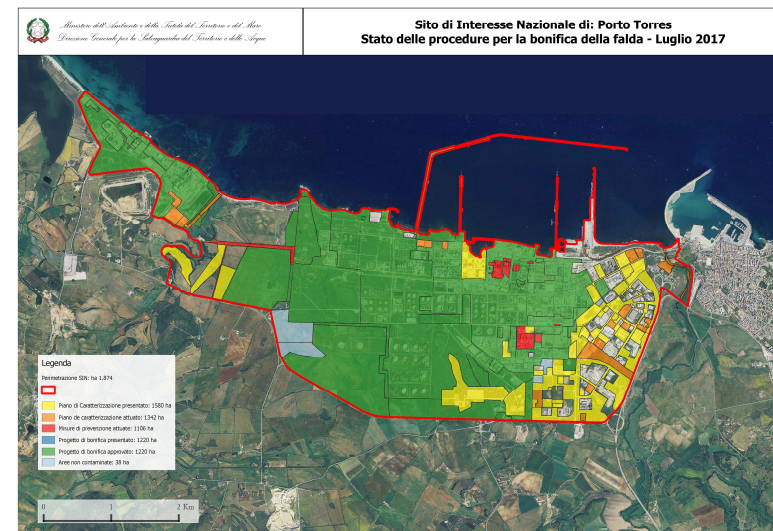 Ministero dell'Ambiente e della Tutela del Territorio e del Mare
Direzione Generale per la Salvaguardia del Territorio e delle Acque
Sito di Interesse Nazionale di: Porto Torres
Stato delle procedure per la bonifica della falda - Luglio 2017
Legenda
Perimetrazione SIN: ha 1.874
Piano di Caratterizzazione presentato: 1580 ha
Piano de caratterizzazione attuato: 1342 ha
Misure di prevenzione attuate: 1106 ha
Progetto di bonifica presentato: 1220 ha
Progetto di bonifica approvato: 1220 ha
Aree non contaminate: 38 ha
0 1 2 Km